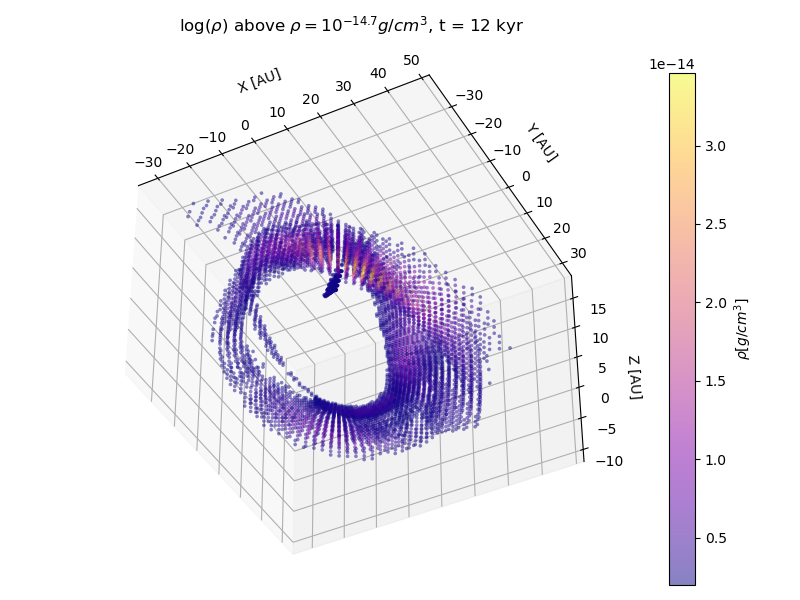 log(ρ) above ρ = 10^{-14.7}g/cm^3, t = 12 kyr
X [AU]
−30 −20 −10 0 10 20 30 40 50
Y [AU]
−30
−20
−10
0
10
20
30
Z [AU]
15
10
5
0
−5
−10
1e−14
3.0
2.5
2.0
1.5
1.0
0.5
ρ[g/cm^3]